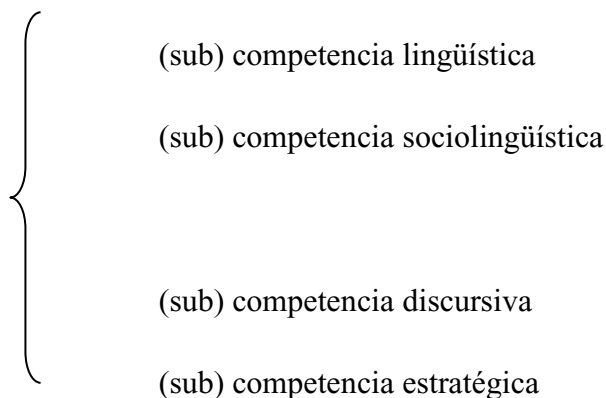 (sub) competencia lingüística
(sub) competencia sociolingüística
(sub) competencia discursiva
(sub) competencia estratégica